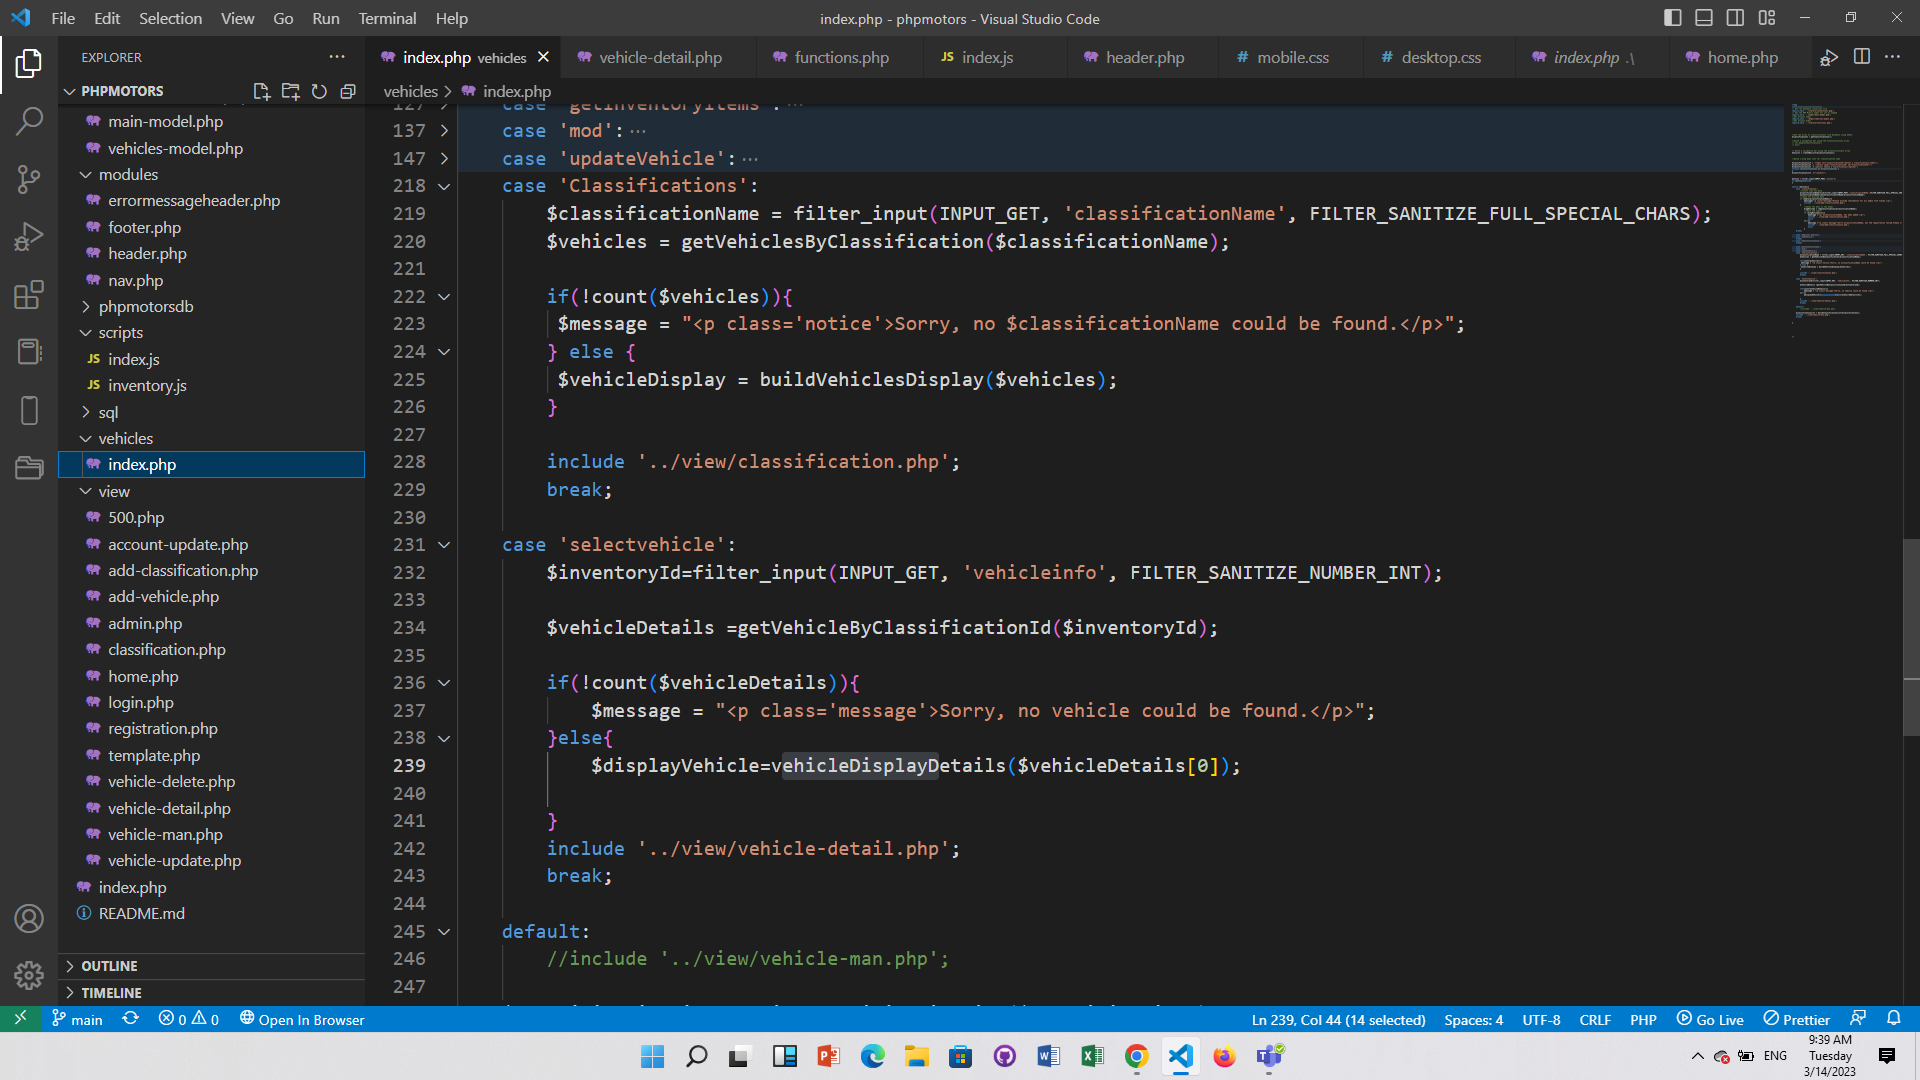 File Edit Selection View Go Run Terminal Help
index.php - phpmotors - Visual Studio Code
EXPLORER
index.php vehicles
vehicle-detail.php
functions.php
JS index.js
header.php
# mobile.css
# desktop.css
index.php .\
home.php
PHPMOTORS
vehicles > index.php
main-model.php
vehicles-model.php
modules
errormessageheader.php
footer.php
header.php
nav.php
phpmotorsdb
scripts
JS index.js
JS inventory.js
sql
vehicles
index.php
view
500.php
account-update.php
add-classification.php
add-vehicle.php
admin.php
classification.php
home.php
login.php
registration.php
template.php
vehicle-delete.php
vehicle-detail.php
vehicle-man.php
vehicle-update.php
index.php
README.md
OUTLINE
TIMELINE
127 case 'getInventoryItems': ...
137 case 'mod': ...
147 case 'updateVehicle': ...
218 case 'Classifications':
219 $classificationName = filter_input(INPUT_GET, 'classificationName', FILTER_SANITIZE_FULL_SPECIAL_CHARS);
220 $vehicles = getVehiclesByClassification($classificationName);
221
222 if(!count($vehicles)){
223 $message = "<p class='notice'>Sorry, no $classificationName could be found.</p>";
224 } else {
225 $vehicleDisplay = buildVehiclesDisplay($vehicles);
226 }
227
228 include '../view/classification.php';
229 break;
230
231 case 'selectvehicle':
232 $inventoryId=filter_input(INPUT_GET, 'vehicleinfo', FILTER_SANITIZE_NUMBER_INT);
233
234 $vehicleDetails =getVehicleByClassificationId($inventoryId);
235
236 if(!count($vehicleDetails)){
237 $message = "<p class='message'>Sorry, no vehicle could be found.</p>";
238 }else{
239 $displayVehicle=vehicleDisplayDetails($vehicleDetails[0]);
240
241 }
242 include '../view/vehicle-detail.php';
243 break;
244
245 default:
246 //include '../view/vehicle-man.php';
247
main
0 0
Open In Browser
Ln 239, Col 44 (14 selected)
Spaces: 4
UTF-8
CRLF
PHP
Go Live
Prettier
ENG
9:39 AM
Tuesday
3/14/2023